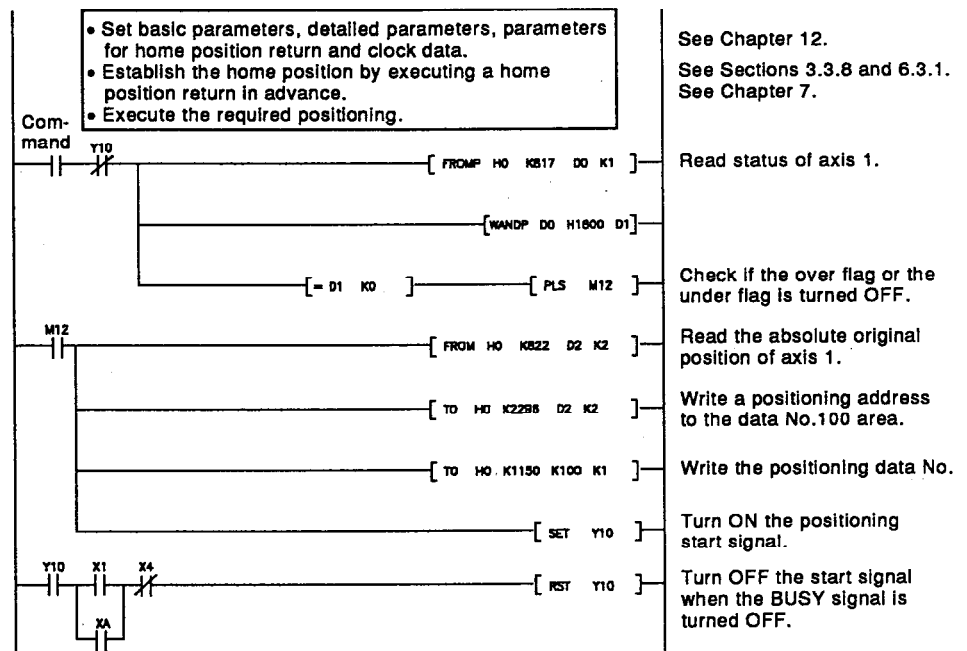 • Set basic parameters, detailed parameters, parameters
for home position return and clock data.
• Establish the home position by executing a home
position return in advance.
• Execute the required positioning.
See Chapter 12.
See Sections 3.3.8 and 6.3.1.
See Chapter 7.
Com-
mand
Y10
FROMP H0 K817 D0 K1
Read status of axis 1.
WANDP D0 H1800 D1
= D1 K0
PLS M12
Check if the over flag or the
under flag is turned OFF.
M12
FROM H0 K822 D2 K2
Read the absolute original
position of axis 1.
TO H0 K2298 D2 K2
Write a positioning address
to the data No.100 area.
TO H0 K1150 K100 K1
Write the positioning data No.
SET Y10
Turn ON the positioning
start signal.
Y10 X1 X4
RST Y10
Turn OFF the start signal
when the BUSY signal is
turned OFF.
XA